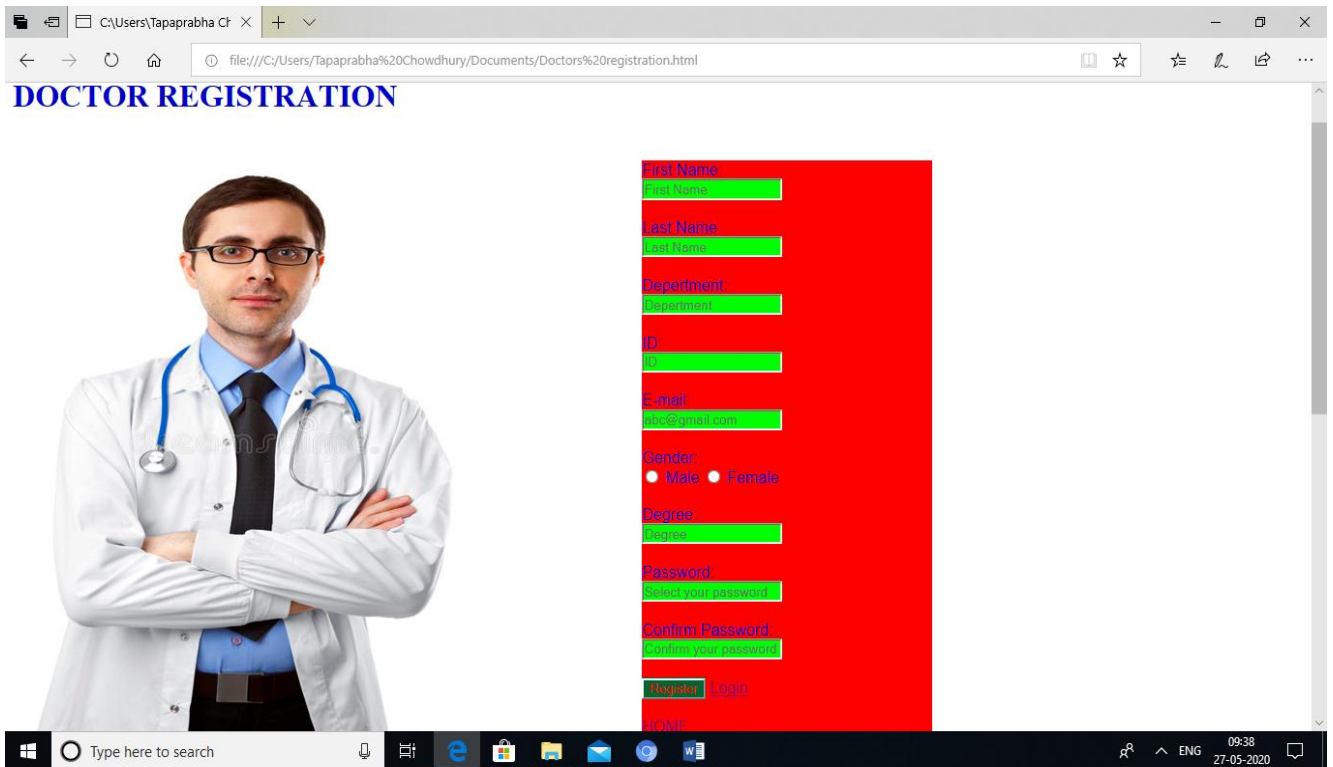 C:\Users\Tapaprabha Ch
file:///C:/Users/Tapaprabha%20Chowdhury/Documents/Doctors%20registration.html
DOCTOR REGISTRATION
First Name
First Name
Last Name
Last Name
Depertment:
Depertment
ID:
ID
E-mail:
abc@gmail.com
Gender:
Male Female
Degree:
Degree
Password:
Select your password
Confirm Password:
Confirm your password
Register Login
HOME
Type here to search
ENG
09:38
27-05-2020